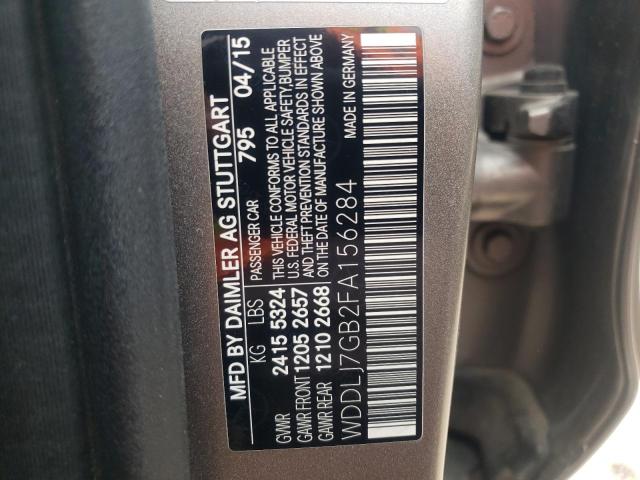 MFD BY DAIMLER AG STUTTGART
PASSENGER CAR 795 04/15
KG LBS
GVWR 2415 5324
GAWR FRONT 1205 2657
GAWR REAR 1210 2668
THIS VEHICLE CONFORMS TO ALL APPLICABLE
U.S. FEDERAL MOTOR VEHICLE SAFETY, BUMPER
AND THEFT PREVENTION STANDARDS IN EFFECT
ON THE DATE OF MANUFACTURE SHOWN ABOVE
WDDLJ7GB2FA156284
MADE IN GERMANY